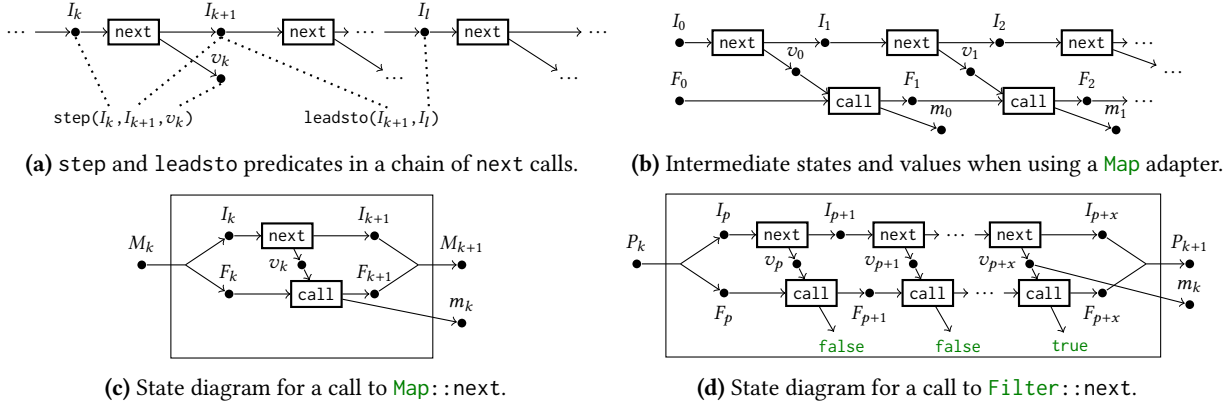 I_k I_{k+1} I_l
... next next ... next ...
v_k ... ...
step(I_k,I_{k+1},v_k) leadsto(I_{k+1},I_l)
(a) step and leadsto predicates in a chain of next calls.
I_0 I_1 I_2
next next next ...
v_0 v_1 ...
F_0 F_1 F_2
call call ...
m_0 m_1
(b) Intermediate states and values when using a Map adapter.
I_k I_{k+1}
next
M_k v_k M_{k+1}
F_k F_{k+1}
call
m_k
(c) State diagram for a call to Map::next.
I_p I_{p+1} I_{p+x}
next next ... next
P_k v_p v_{p+1} v_{p+x} P_{k+1}
call call ... call m_k
F_p F_{p+1} F_{p+x}
false false true
(d) State diagram for a call to Filter::next.